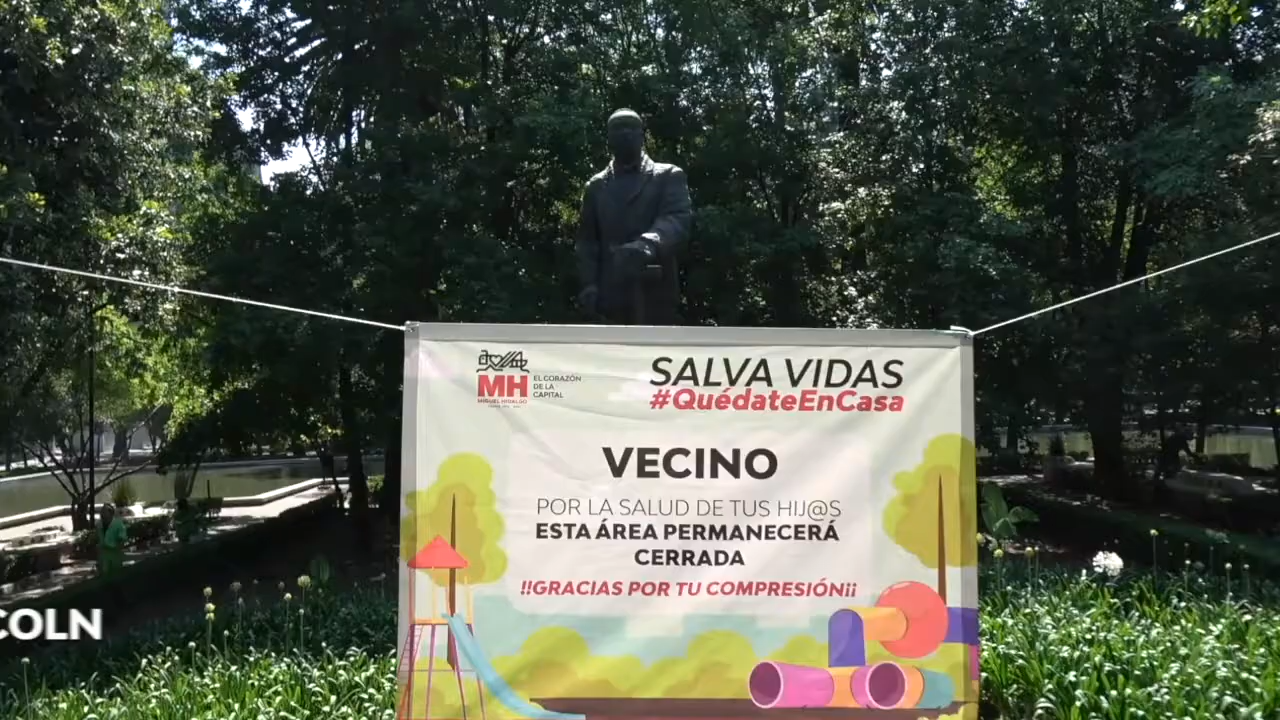 MH
MIGUEL HIDALGO
EL CORAZÓN
DE LA
CAPITAL
SALVA VIDAS
#QuédateEnCasa
VECINO
POR LA SALUD DE TUS HIJ@S
ESTA ÁREA PERMANECERÁ
CERRADA
!!GRACIAS POR TU COMPRESIÓN¡¡
COLN